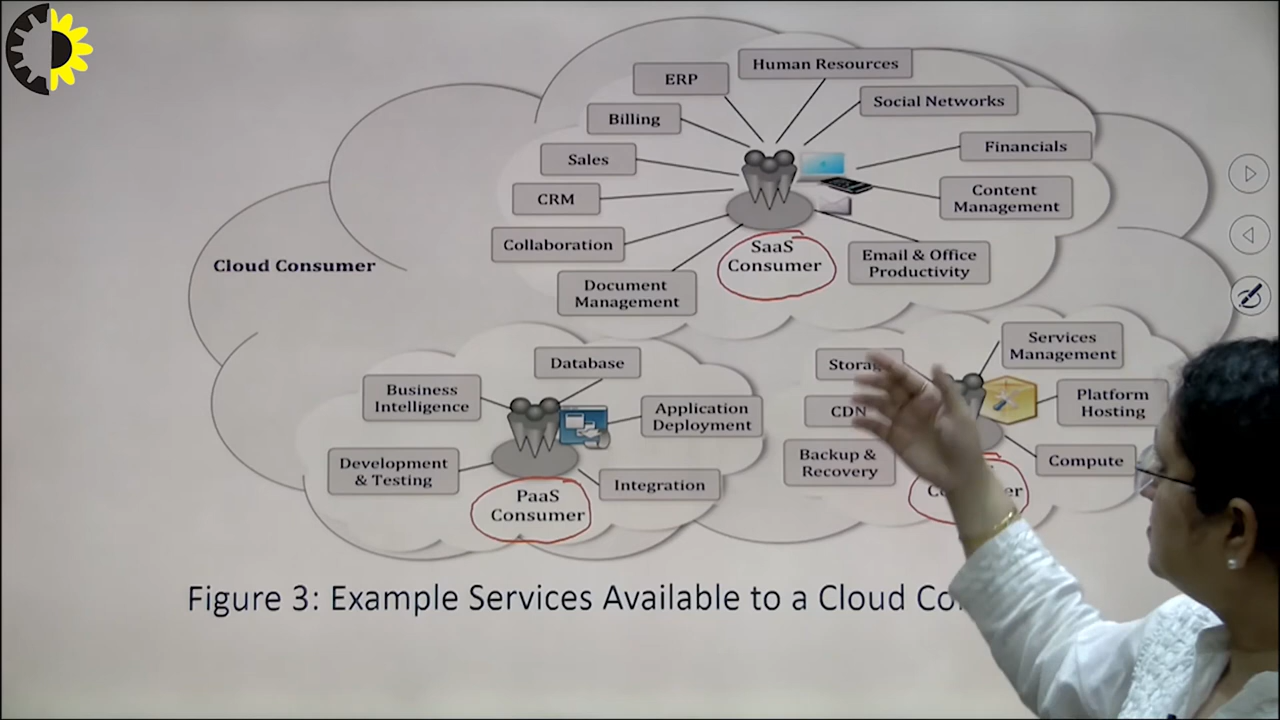 Human Resources
ERP
Social Networks
Billing
Financials
Sales
Content
Management
CRM
Collaboration
SaaS
Consumer
Email & Office
Productivity
Cloud Consumer
Document
Management
Services
Management
Database
Business
Intelligence
Application
Deployment
Platform
Hosting
CDN
Development
& Testing
Backup &
Recovery
Compute
Integration
PaaS
Consumer
Figure 3: Example Services Available to a Cloud